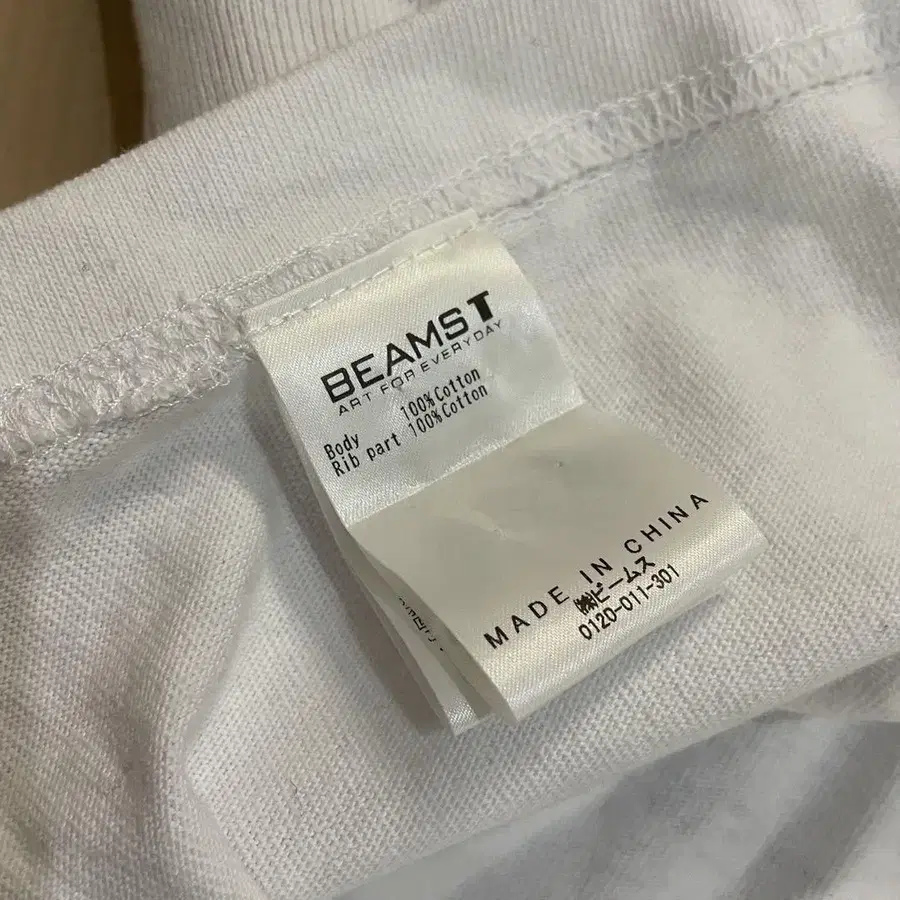 BEAMS T
ART FOR EVERYDAY
Body 100%Cotton
Rib part 100%Cotton
MADE IN CHINA
㈱ビームス
0120-011-301